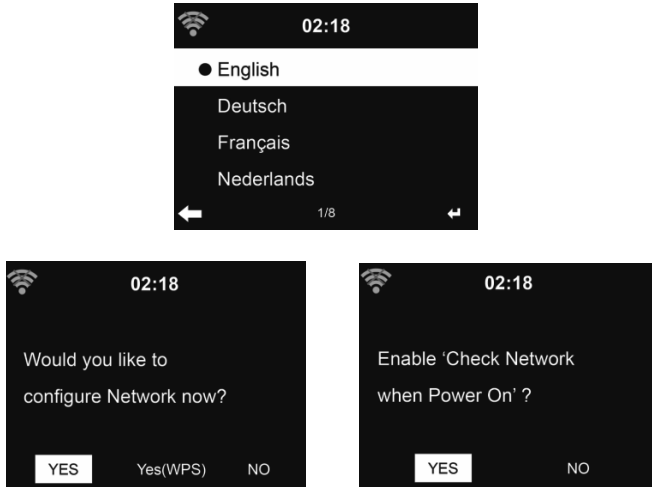 02:18
English
Deutsch
Français
Nederlands
1/8
02:18
Would you like to
configure Network now?
YES Yes(WPS) NO
02:18
Enable ‘Check Network
when Power On’ ?
YES NO